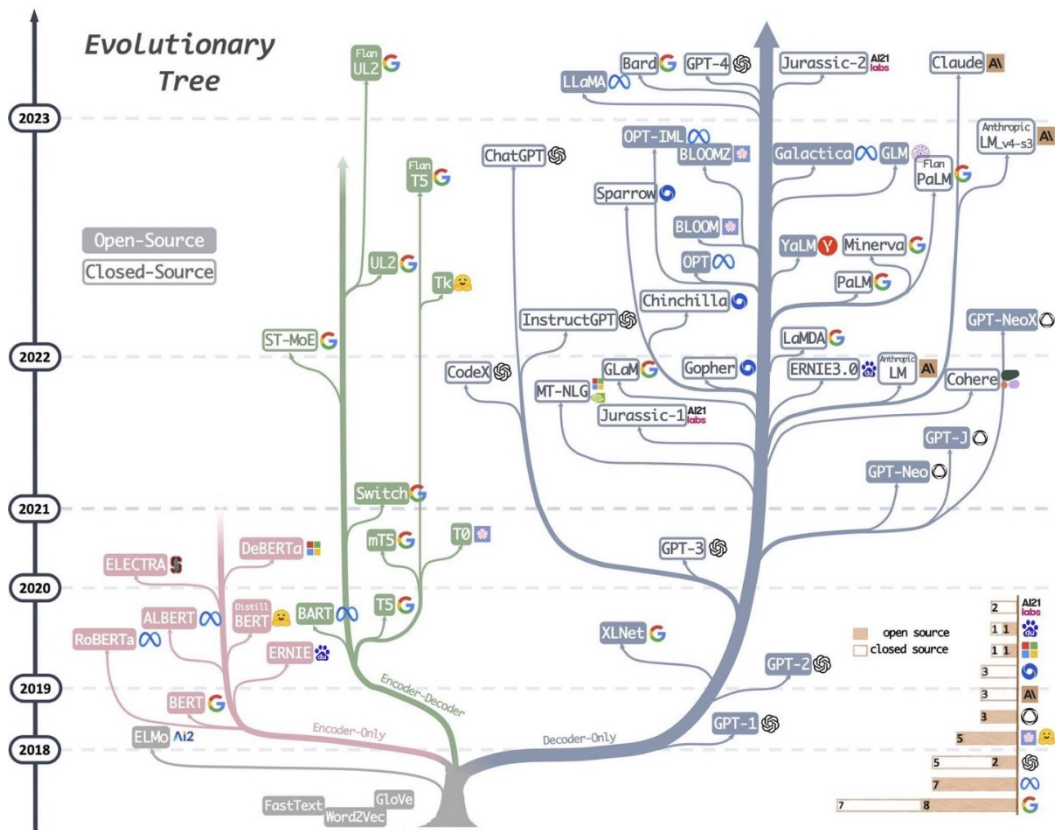 Evolutionary
Tree
2023
2022
2021
2020
2019
2018
Open-Source
Closed-Source
Flan
UL2
Flan
T5
UL2
Tk
ST-MoE
Switch
mT5
T0
BART
T5
Encoder-Decoder
DeBERTa
ELECTRA
ALBERT
Distill
BERT
RoBERTa
ERNIE
du
BERT
Encoder-Only
ELMo
Ai2
FastText
Word2Vec
GloVe
Bard
GPT-4
Jurassic-2
AI21
labs
Claude
A\
LLaMA
Anthropic
LM_v4-s3
A\
OPT-IML
BLOOMZ
Galactica
GLM
ChatGPT
Flan
PaLM
Sparrow
BLOOM
YaLM
Y
Minerva
OPT
PaLM
Chinchilla
InstructGPT
GPT-NeoX
LaMDA
CodeX
GLaM
Gopher
ERNIE3.0
du
Anthropic
LM
A\
Cohere
MT-NLG
Jurassic-1
AI21
labs
GPT-J
GPT-Neo
GPT-3
XLNet
GPT-2
GPT-1
Decoder-Only
open source
closed source
2
AI21
labs
1 1
du
1 1
3
3
A\
3
5
5 2
7
7 8